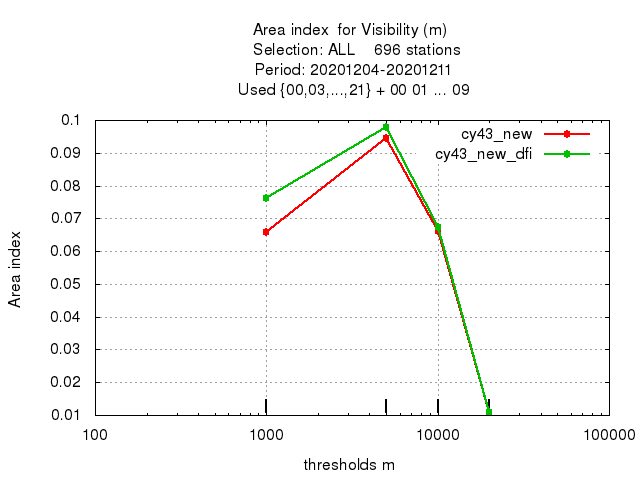 Area index  for Visibility (m)
Selection: ALL    696 stations
Period: 20201204-20201211
Used {00,03,...,21} + 00 01 ... 09
0.1
0.09
0.08
0.07
0.06
0.05
0.04
0.03
0.02
0.01
Area index
cy43_new
cy43_new_dfi
100 1000 10000 100000
thresholds m